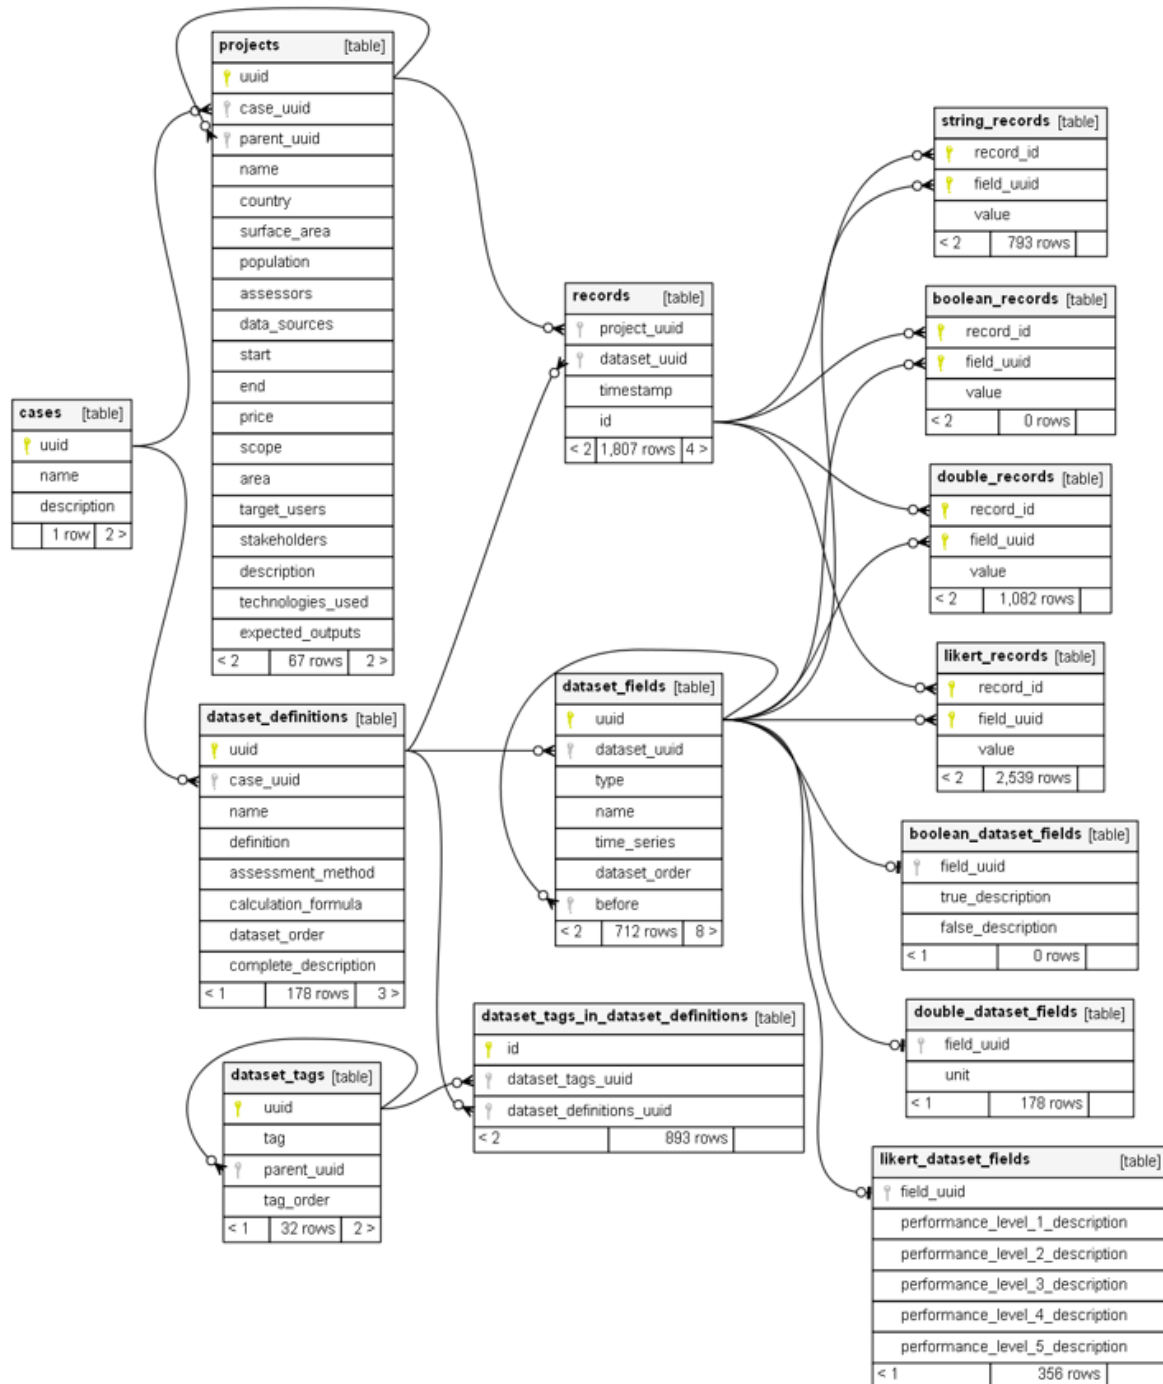 projects [table]
uuid
case_uuid
parent_uuid
name
country
surface_area
population
assessors
data_sources
start
end
price
scope
area
target_users
stakeholders
description
technologies_used
expected_outputs
< 2 67 rows 2 >
cases [table]
uuid
name
description
1 row 2 >
dataset_definitions [table]
uuid
case_uuid
name
definition
assessment_method
calculation_formula
dataset_order
complete_description
< 1 178 rows 3 >
dataset_tags [table]
uuid
tag
parent_uuid
tag_order
< 1 32 rows 2 >
records [table]
project_uuid
dataset_uuid
timestamp
id
< 2 1,807 rows 4 >
dataset_fields [table]
uuid
dataset_uuid
type
name
time_series
dataset_order
before
< 2 712 rows 8 >
dataset_tags_in_dataset_definitions [table]
id
dataset_tags_uuid
dataset_definitions_uuid
< 2 893 rows
string_records [table]
record_id
field_uuid
value
< 2 793 rows
boolean_records [table]
record_id
field_uuid
value
< 2 0 rows
double_records [table]
record_id
field_uuid
value
< 2 1,082 rows
likert_records [table]
record_id
field_uuid
value
< 2 2,539 rows
boolean_dataset_fields [table]
field_uuid
true_description
false_description
< 1 0 rows
double_dataset_fields [table]
field_uuid
unit
< 1 178 rows
likert_dataset_fields [table]
field_uuid
performance_level_1_description
performance_level_2_description
performance_level_3_description
performance_level_4_description
performance_level_5_description
< 1 356 rows